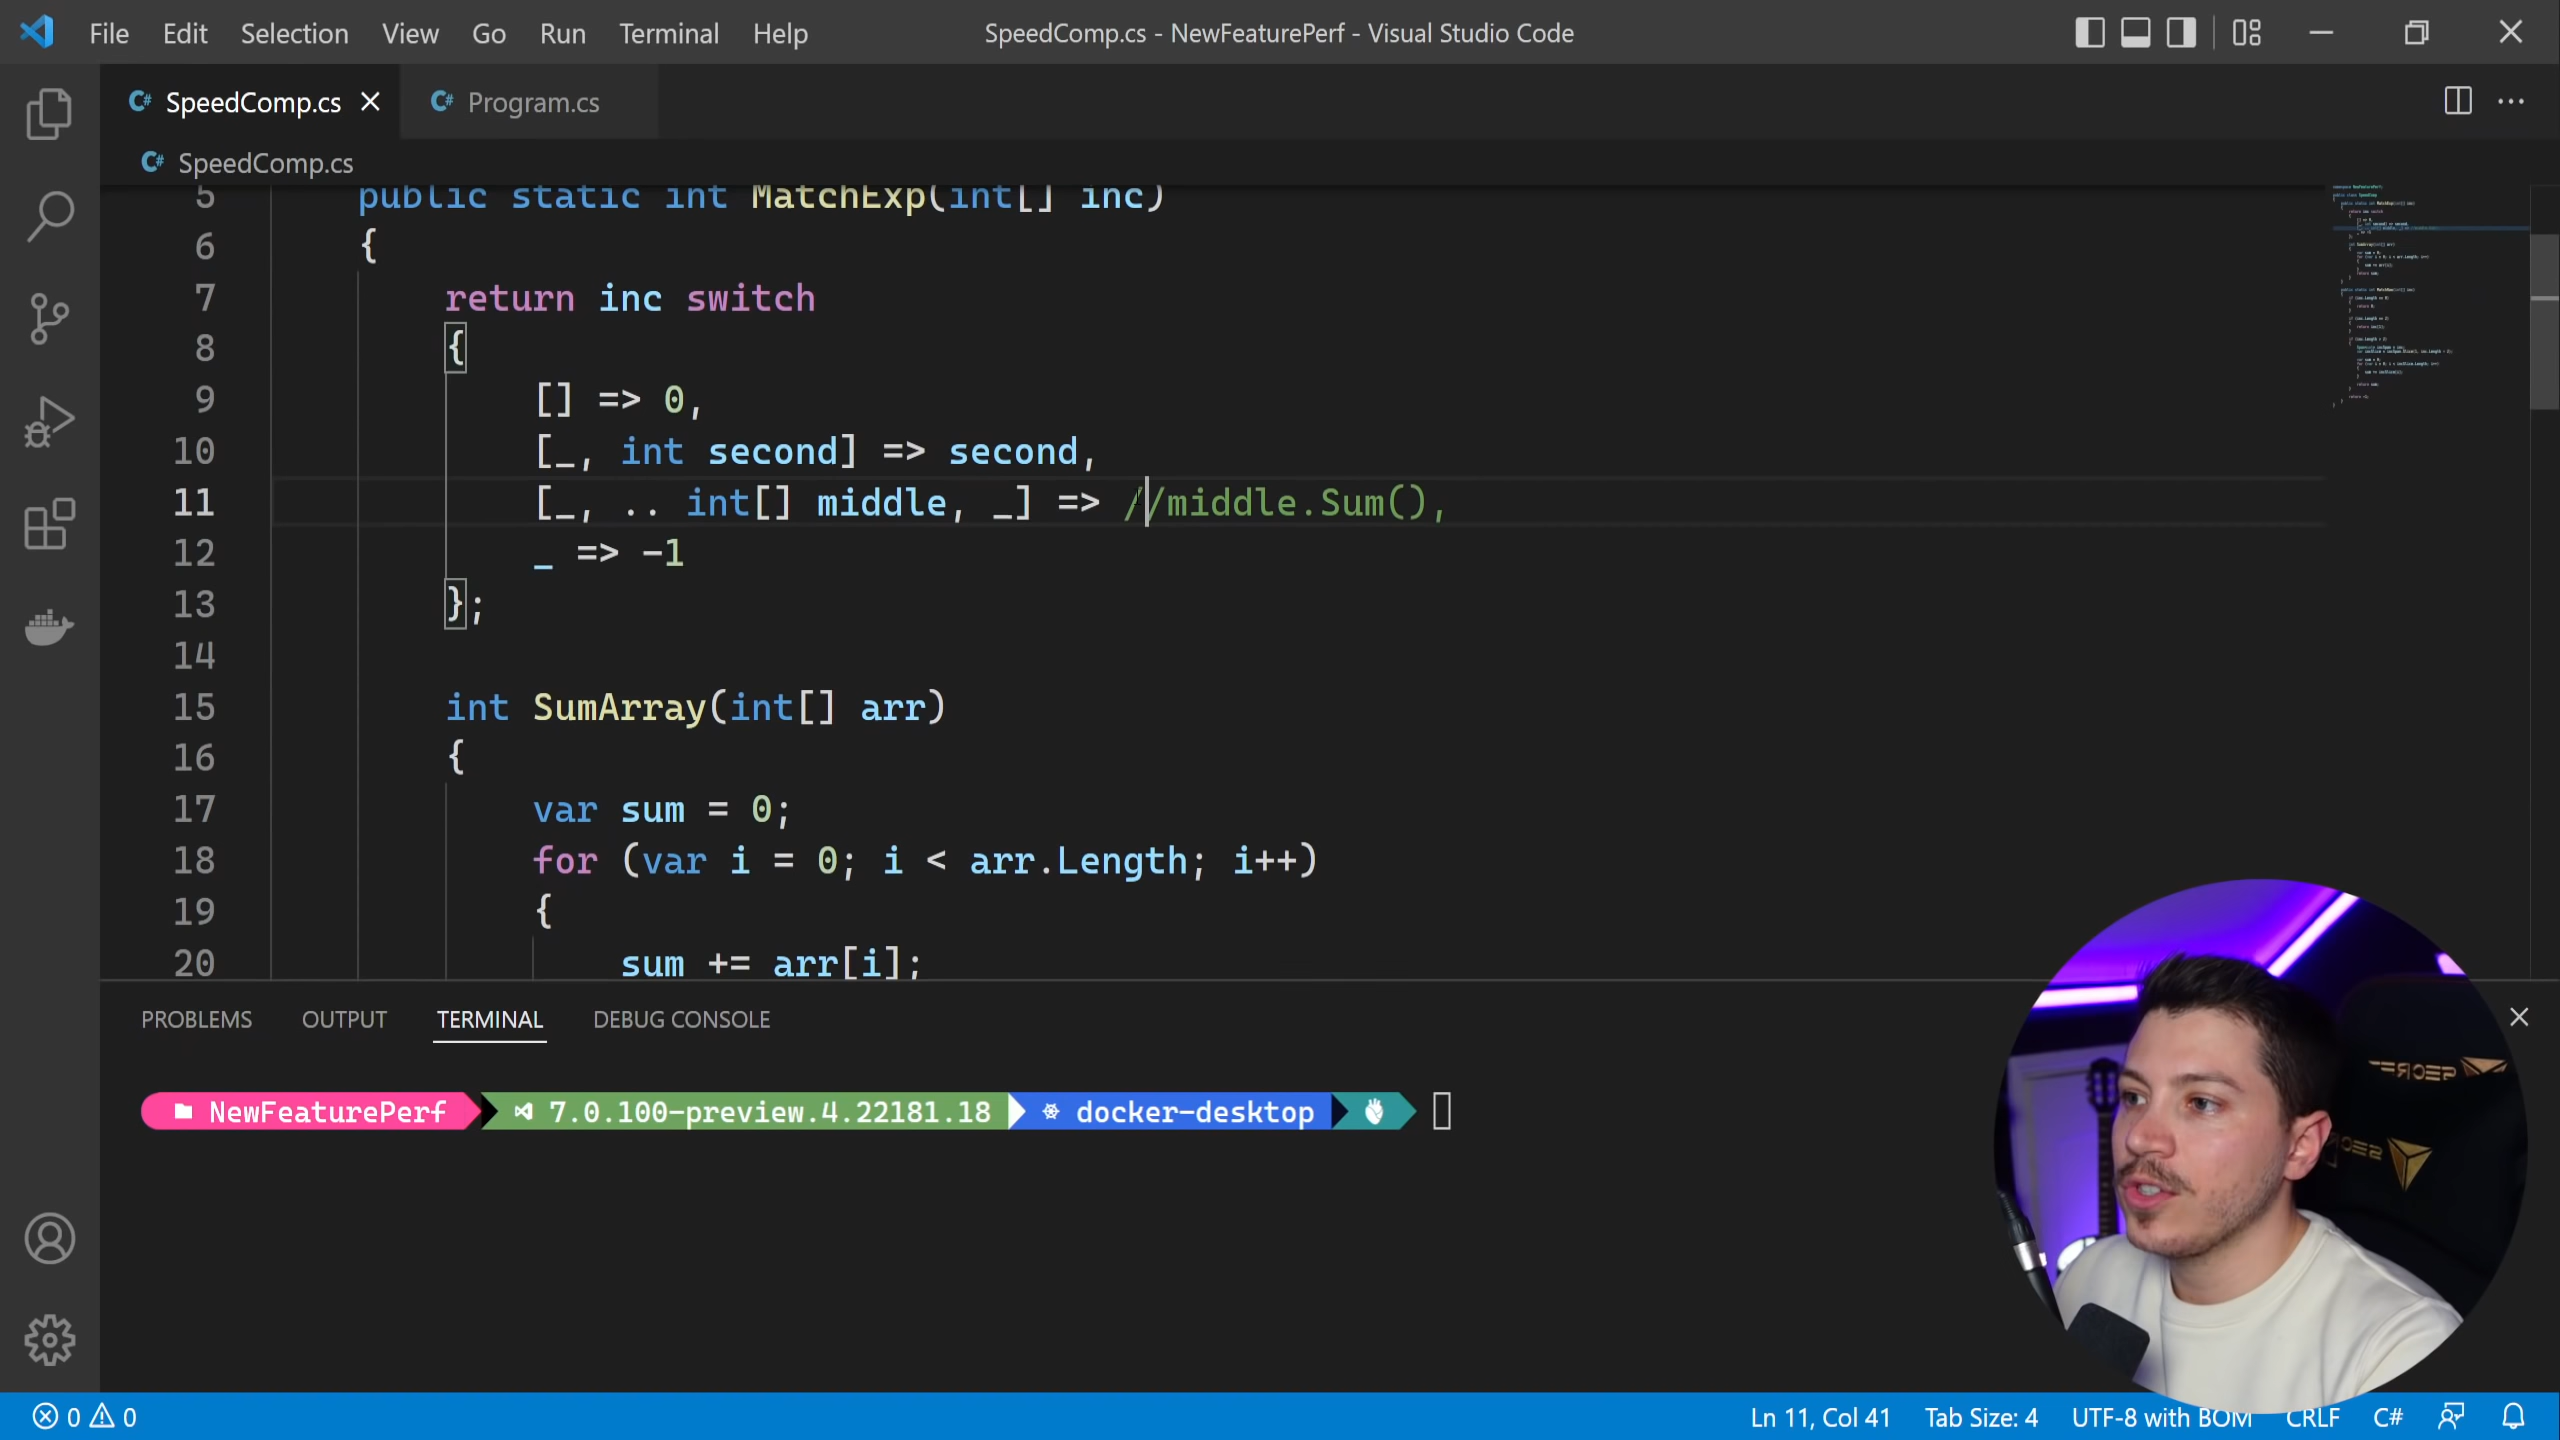 File Edit Selection View Go Run Terminal Help SpeedComp.cs - NewFeaturePerf - Visual Studio Code
SpeedComp.cs Program.cs
SpeedComp.cs
5 public static int MatchExp(int[] inc)
6 {
7 return inc switch
8 {
9 [] => 0,
10 [_, int second] => second,
11 [_, .. int[] middle, _] => //middle.Sum(),
12 _ => -1
13 };
14
15 int SumArray(int[] arr)
16 {
17 var sum = 0;
18 for (var i = 0; i < arr.Length; i++)
19 {
20 sum += arr[i];
PROBLEMS OUTPUT TERMINAL DEBUG CONSOLE
NewFeaturePerf 7.0.100-preview.4.22181.18 docker-desktop
0 0 Ln 11, Col 41 Tab Size: 4 UTF-8 with BOM CRLF C#